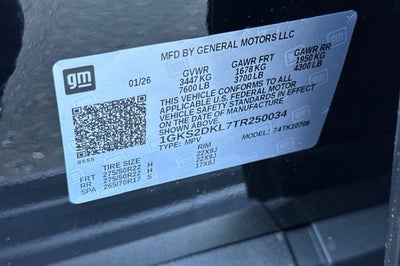 MFD BY GENERAL MOTORS LLC
gm
01/26
GVWR GAWR FRT GAWR RR
3447KG 1678 KG 1950 KG
7600LB 3700 LB 4300 LB
THIS VEHICLE CONFORMS TO ALL
APPLICABLE U.S. FEDERAL MOTOR
VEHICLE SAFETY STANDARDS IN EFFECT
ON THE DATE OF MANUFACTURE
SHOWN ABOVE.
1GKS2DKL7TR250034
TYPE: MPV MODEL: 74TK10706
TIRE SIZE RIM
FRT 275/50R22 H 22X9J
RR 275/50R22 H 22X9J
SPA 265/70R17 S 17X8J